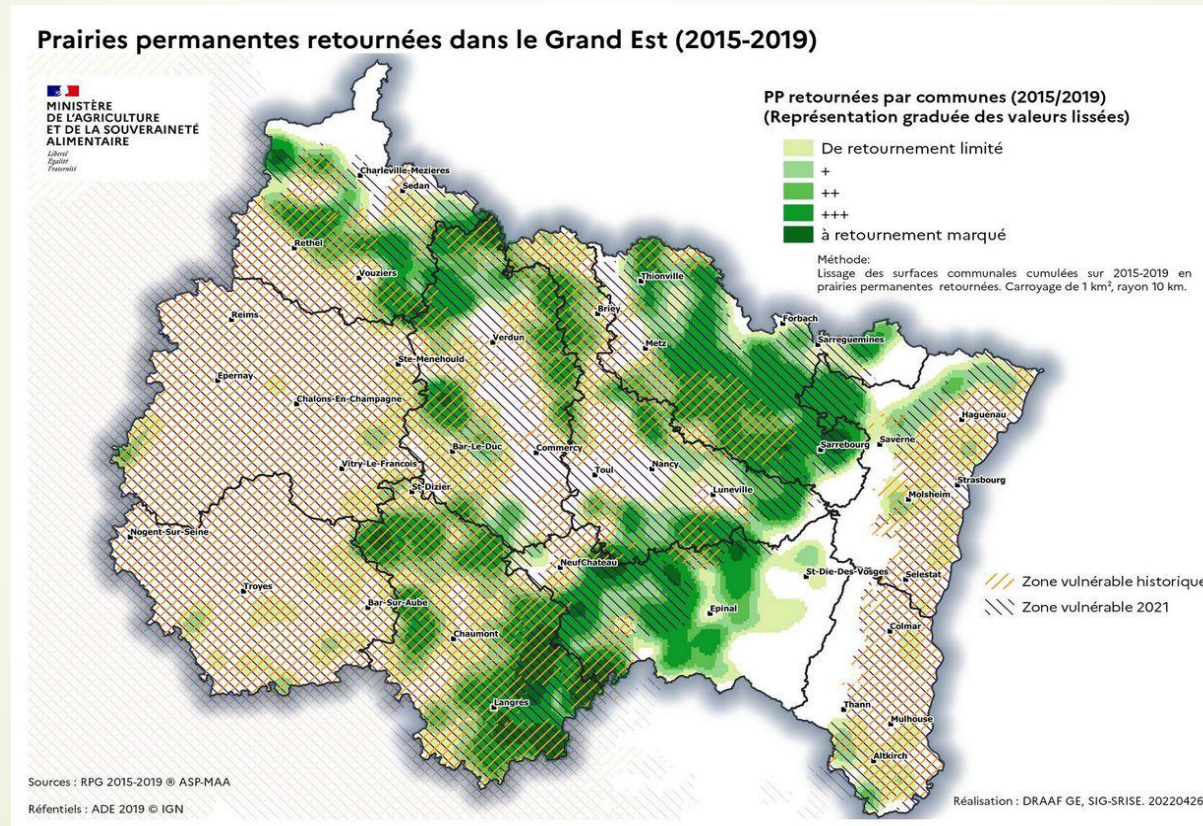 Prairies permanentes retournées dans le Grand Est (2015-2019)
MINISTÈRE
DE L'AGRICULTURE
ET DE LA SOUVERAINETÉ
ALIMENTAIRE
Liberté
Égalité
Fraternité
PP retournées par communes (2015/2019)
(Représentation graduée des valeurs lissées)
De retournement limité
+
++
+++
à retournement marqué
Méthode:
Lissage des surfaces communales cumulées sur 2015-2019 en
prairies permanentes retournées. Carroyage de 1 km², rayon 10 km.
Charleville-Mezieres
Sedan
Rethel
Vouziers
Thionville
Briey
Forbach
Reims
Verdun
Metz
Sarreguemines
Ste-Menehould
Epernay
Chalons-En-Champagne
Haguenau
Bar-Le-Duc
Commercy
Sarrebourg
Saverne
Vitry-Le-Francois
Toul
Nancy
St-Dizier
Luneville
Strasbourg
Molsheim
Nogent-Sur-Seine
NeufChateau
St-Die-Des-Vosges
Selestat
Troyes
Bar-Sur-Aube
Epinal
Chaumont
Colmar
Langres
Thann
Mulhouse
Altkirch
Zone vulnérable historique
Zone vulnérable 2021
Sources : RPG 2015-2019 ® ASP-MAA
Réfentiels : ADE 2019 © IGN
Réalisation : DRAAF GE, SIG-SRISE. 20220426